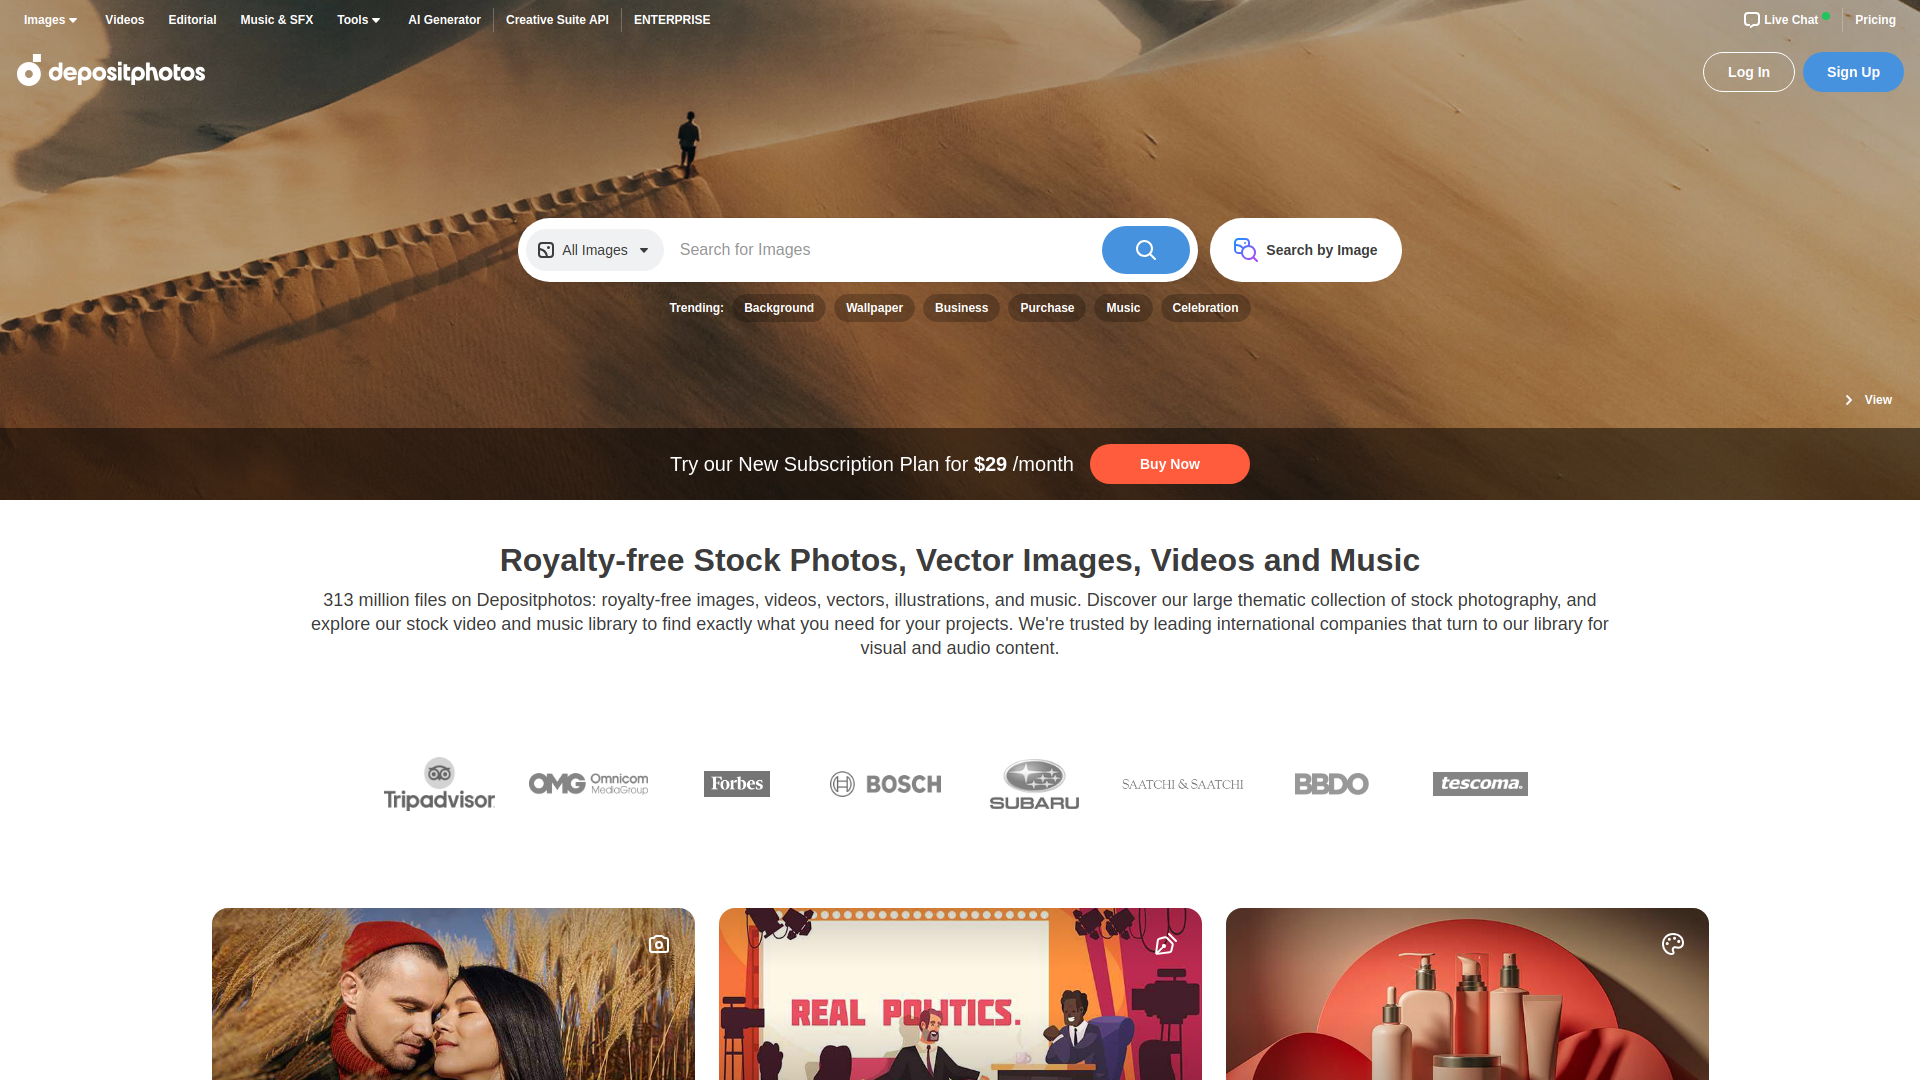 Images
Videos
Editorial
Music & SFX
Tools
AI Generator
Creative Suite API
ENTERPRISE
Live Chat
Pricing
depositphotos
Log In
Sign Up
All Images
Search for Images
Search by Image
Trending:
Background
Wallpaper
Business
Purchase
Music
Celebration
View
Try our New Subscription Plan for $29 /month
Buy Now
Royalty-free Stock Photos, Vector Images, Videos and Music
313 million files on Depositphotos: royalty-free images, videos, vectors, illustrations, and music. Discover our large thematic collection of stock photography, and
explore our stock video and music library to find exactly what you need for your projects. We're trusted by leading international companies that turn to our library for
visual and audio content.
Tripadvisor
OMG Omnicom
MediaGroup
Forbes
BOSCH
SUBARU
SAATCHI & SAATCHI
BBDO
tescoma.
REAL POLITICS.